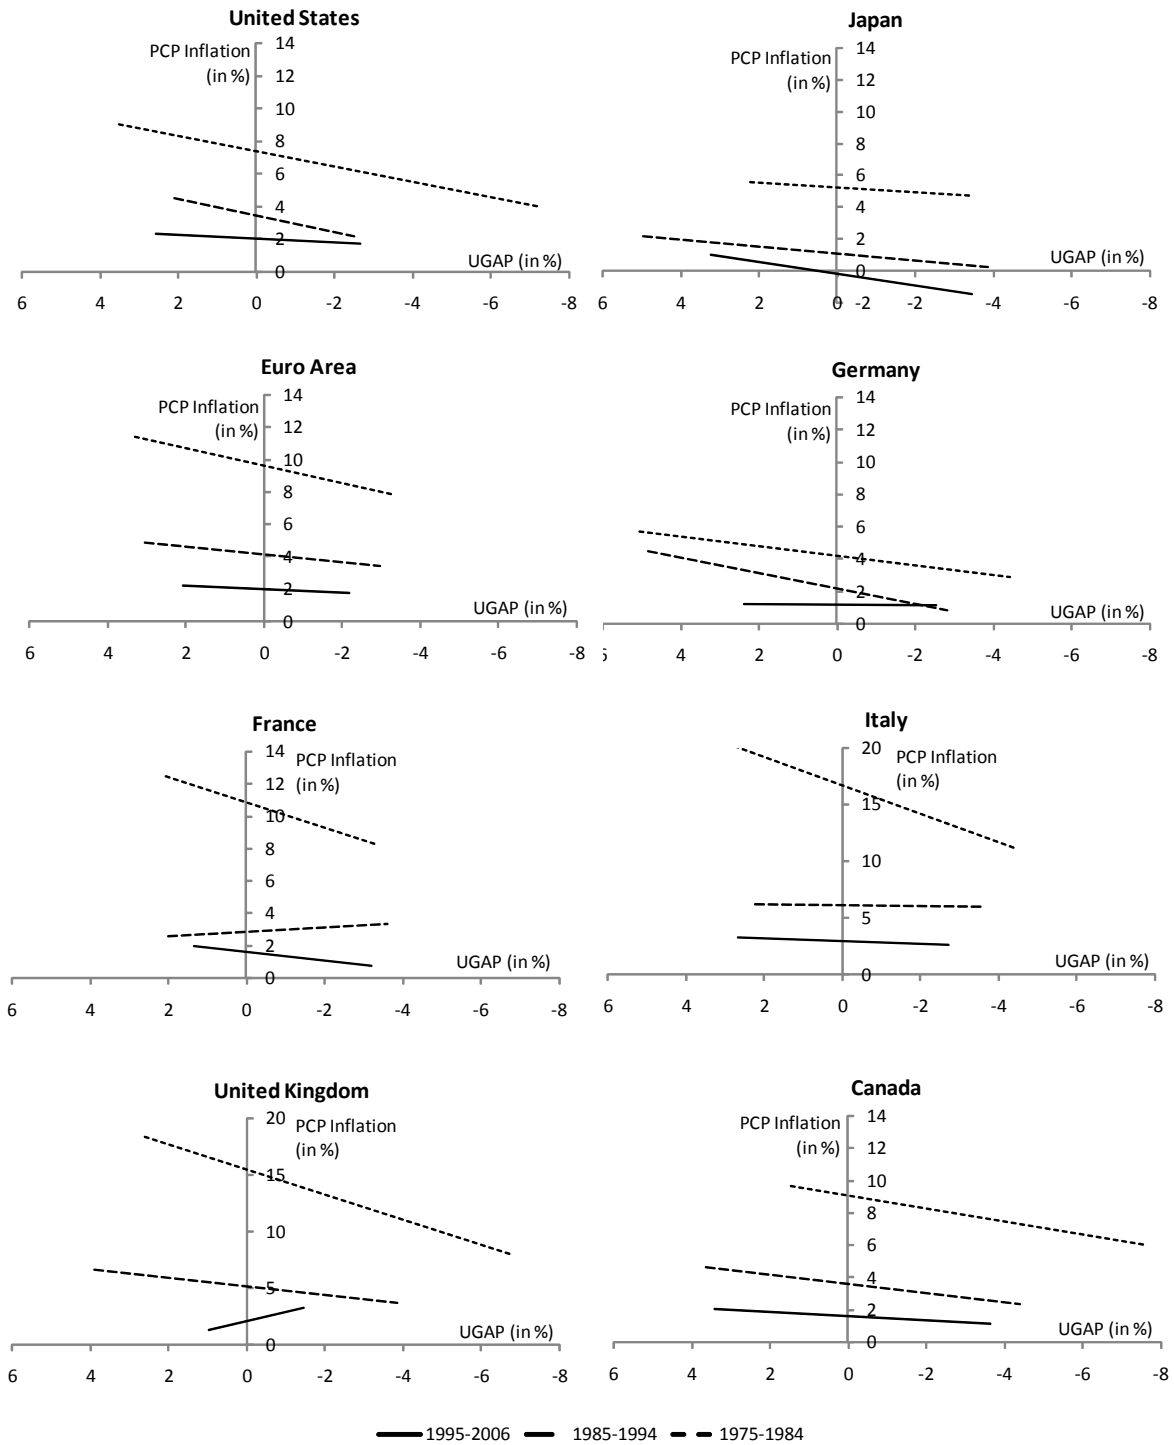 United States
PCP Inflation
(in %)
14
12
10
8
6
4
2
0
UGAP (in %)
6 4 2 0 -2 -4 -6 -8
Japan
PCP Inflation
(in %)
14
12
10
8
6
4
2
0
-2
UGAP (in %)
6 4 2 0 -2 -4 -6 -8
Euro Area
PCP Inflation
(in %)
14
12
10
8
6
4
2
0
UGAP (in %)
6 4 2 0 -2 -4 -6 -8
Germany
PCP Inflation
(in %)
14
12
10
8
6
4
2
0
UGAP (in %)
6 4 2 0 -2 -4 -6 -8
France
PCP Inflation
(in %)
14
12
10
8
6
4
2
0
UGAP (in %)
6 4 2 0 -2 -4 -6 -8
Italy
PCP Inflation
(in %)
20
15
10
5
0
UGAP (in %)
6 4 2 0 -2 -4 -6 -8
United Kingdom
PCP Inflation
(in %)
20
15
10
5
0
UGAP (in %)
6 4 2 0 -2 -4 -6 -8
Canada
PCP Inflation
(in %)
14
12
10
8
6
4
2
0
UGAP (in %)
6 4 2 0 -2 -4 -6 -8
1995-2006 1985-1994 1975-1984